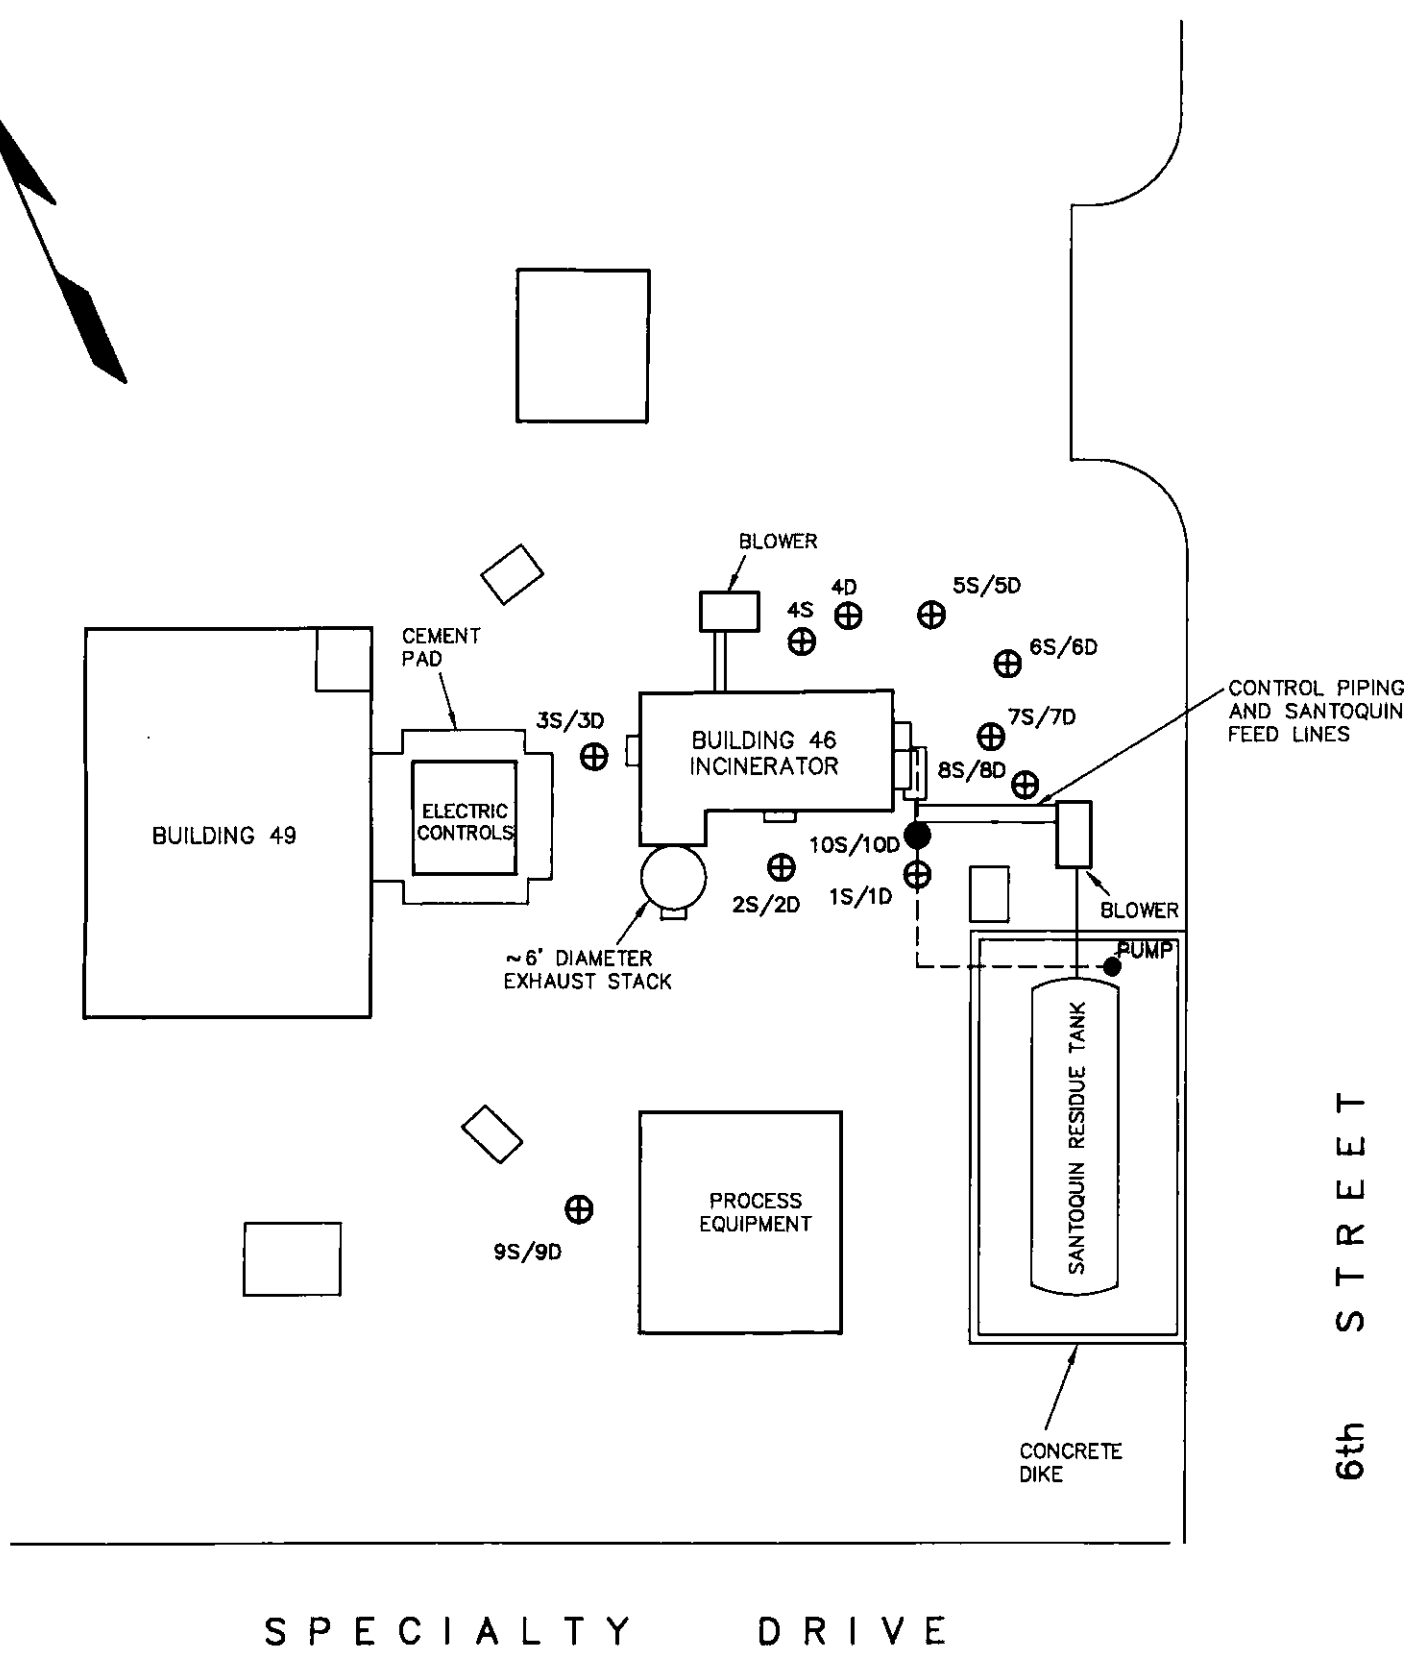 BLOWER
4D
5S/5D
4S
6S/6D
CEMENT
PAD
CONTROL PIPING
AND SANTOQUIN
FEED LINES
3S/3D
7S/7D
BUILDING 46
INCINERATOR
8S/8D
ELECTRIC
CONTROLS
BUILDING 49
10S/10D
2S/2D
1S/1D
BLOWER
~6' DIAMETER
EXHAUST STACK
PUMP
SANTOQUIN RESIDUE TANK
PROCESS
EQUIPMENT
9S/9D
6th STREET
CONCRETE
DIKE
SPECIALTY DRIVE